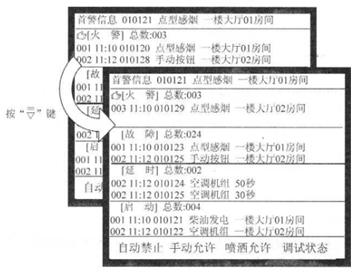 首警信息 010121 点型感烟 一楼大厅01房间
[火 警] 总数:003
001 11:10 010120 点型感烟 一楼大厅01房间
002 11:12 010128 手动按钮 一楼大厅02房间
[故
001 11
002 11
[延
002 11
[启
001 11
002 11
自动
按“ ▽ ”键
首警信息 010121 点型感烟 一楼大厅01房间
[火 警] 总数:003
003 11:10 010129 点型感烟 一楼大厅02房间
[故 障] 总数:024
001 11:10 010123 点型感烟 一楼大厅01房间
002 11:12 010125 手动按钮 一楼大厅02房间
[延 时] 总数:002
001 11:12 010124 空调机组 50秒
002 11:12 010125 空调机组 30秒
[启 动] 总数:004
001 11:10 010121 柴油发电 一楼大厅01房间
002 11:12 010122 空调机组 一楼大厅02房间
自动禁止 手动允许 喷洒允许 调试状态